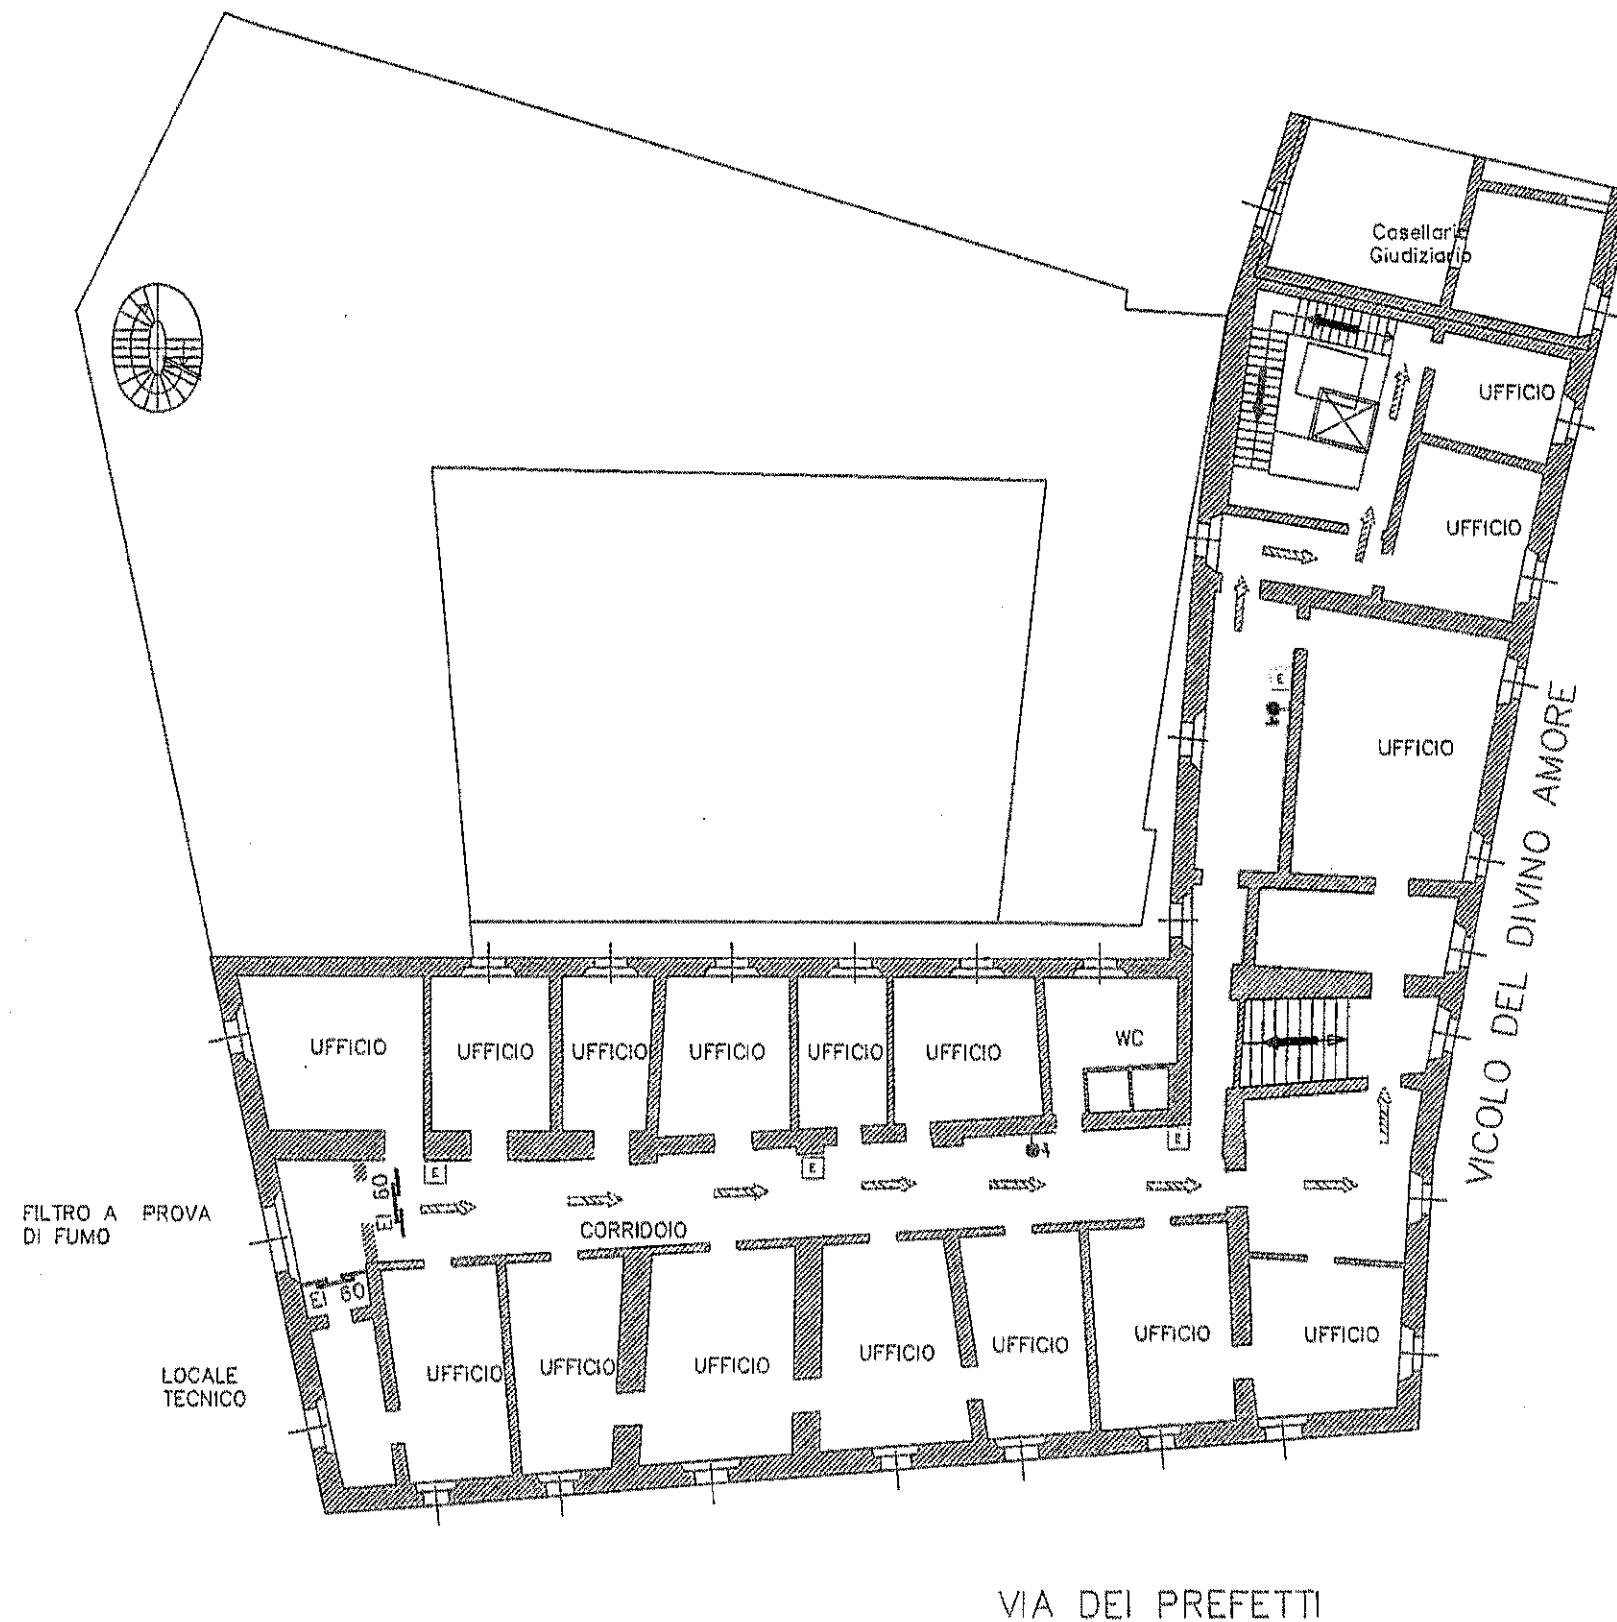 Casellario
Giudiziario
UFFICIO
UFFICIO
UFFICIO
E
VICOLO DEL DIVINO AMORE
UFFICIO
UFFICIO
UFFICIO
UFFICIO
UFFICIO
UFFICIO
WC
E
E
E
EI 60
CORRIDOIO
FILTRO A PROVA
DI FUMO
EI 60
LOCALE
TECNICO
UFFICIO
UFFICIO
UFFICIO
UFFICIO
UFFICIO
UFFICIO
UFFICIO
VIA DEI PREFETTI